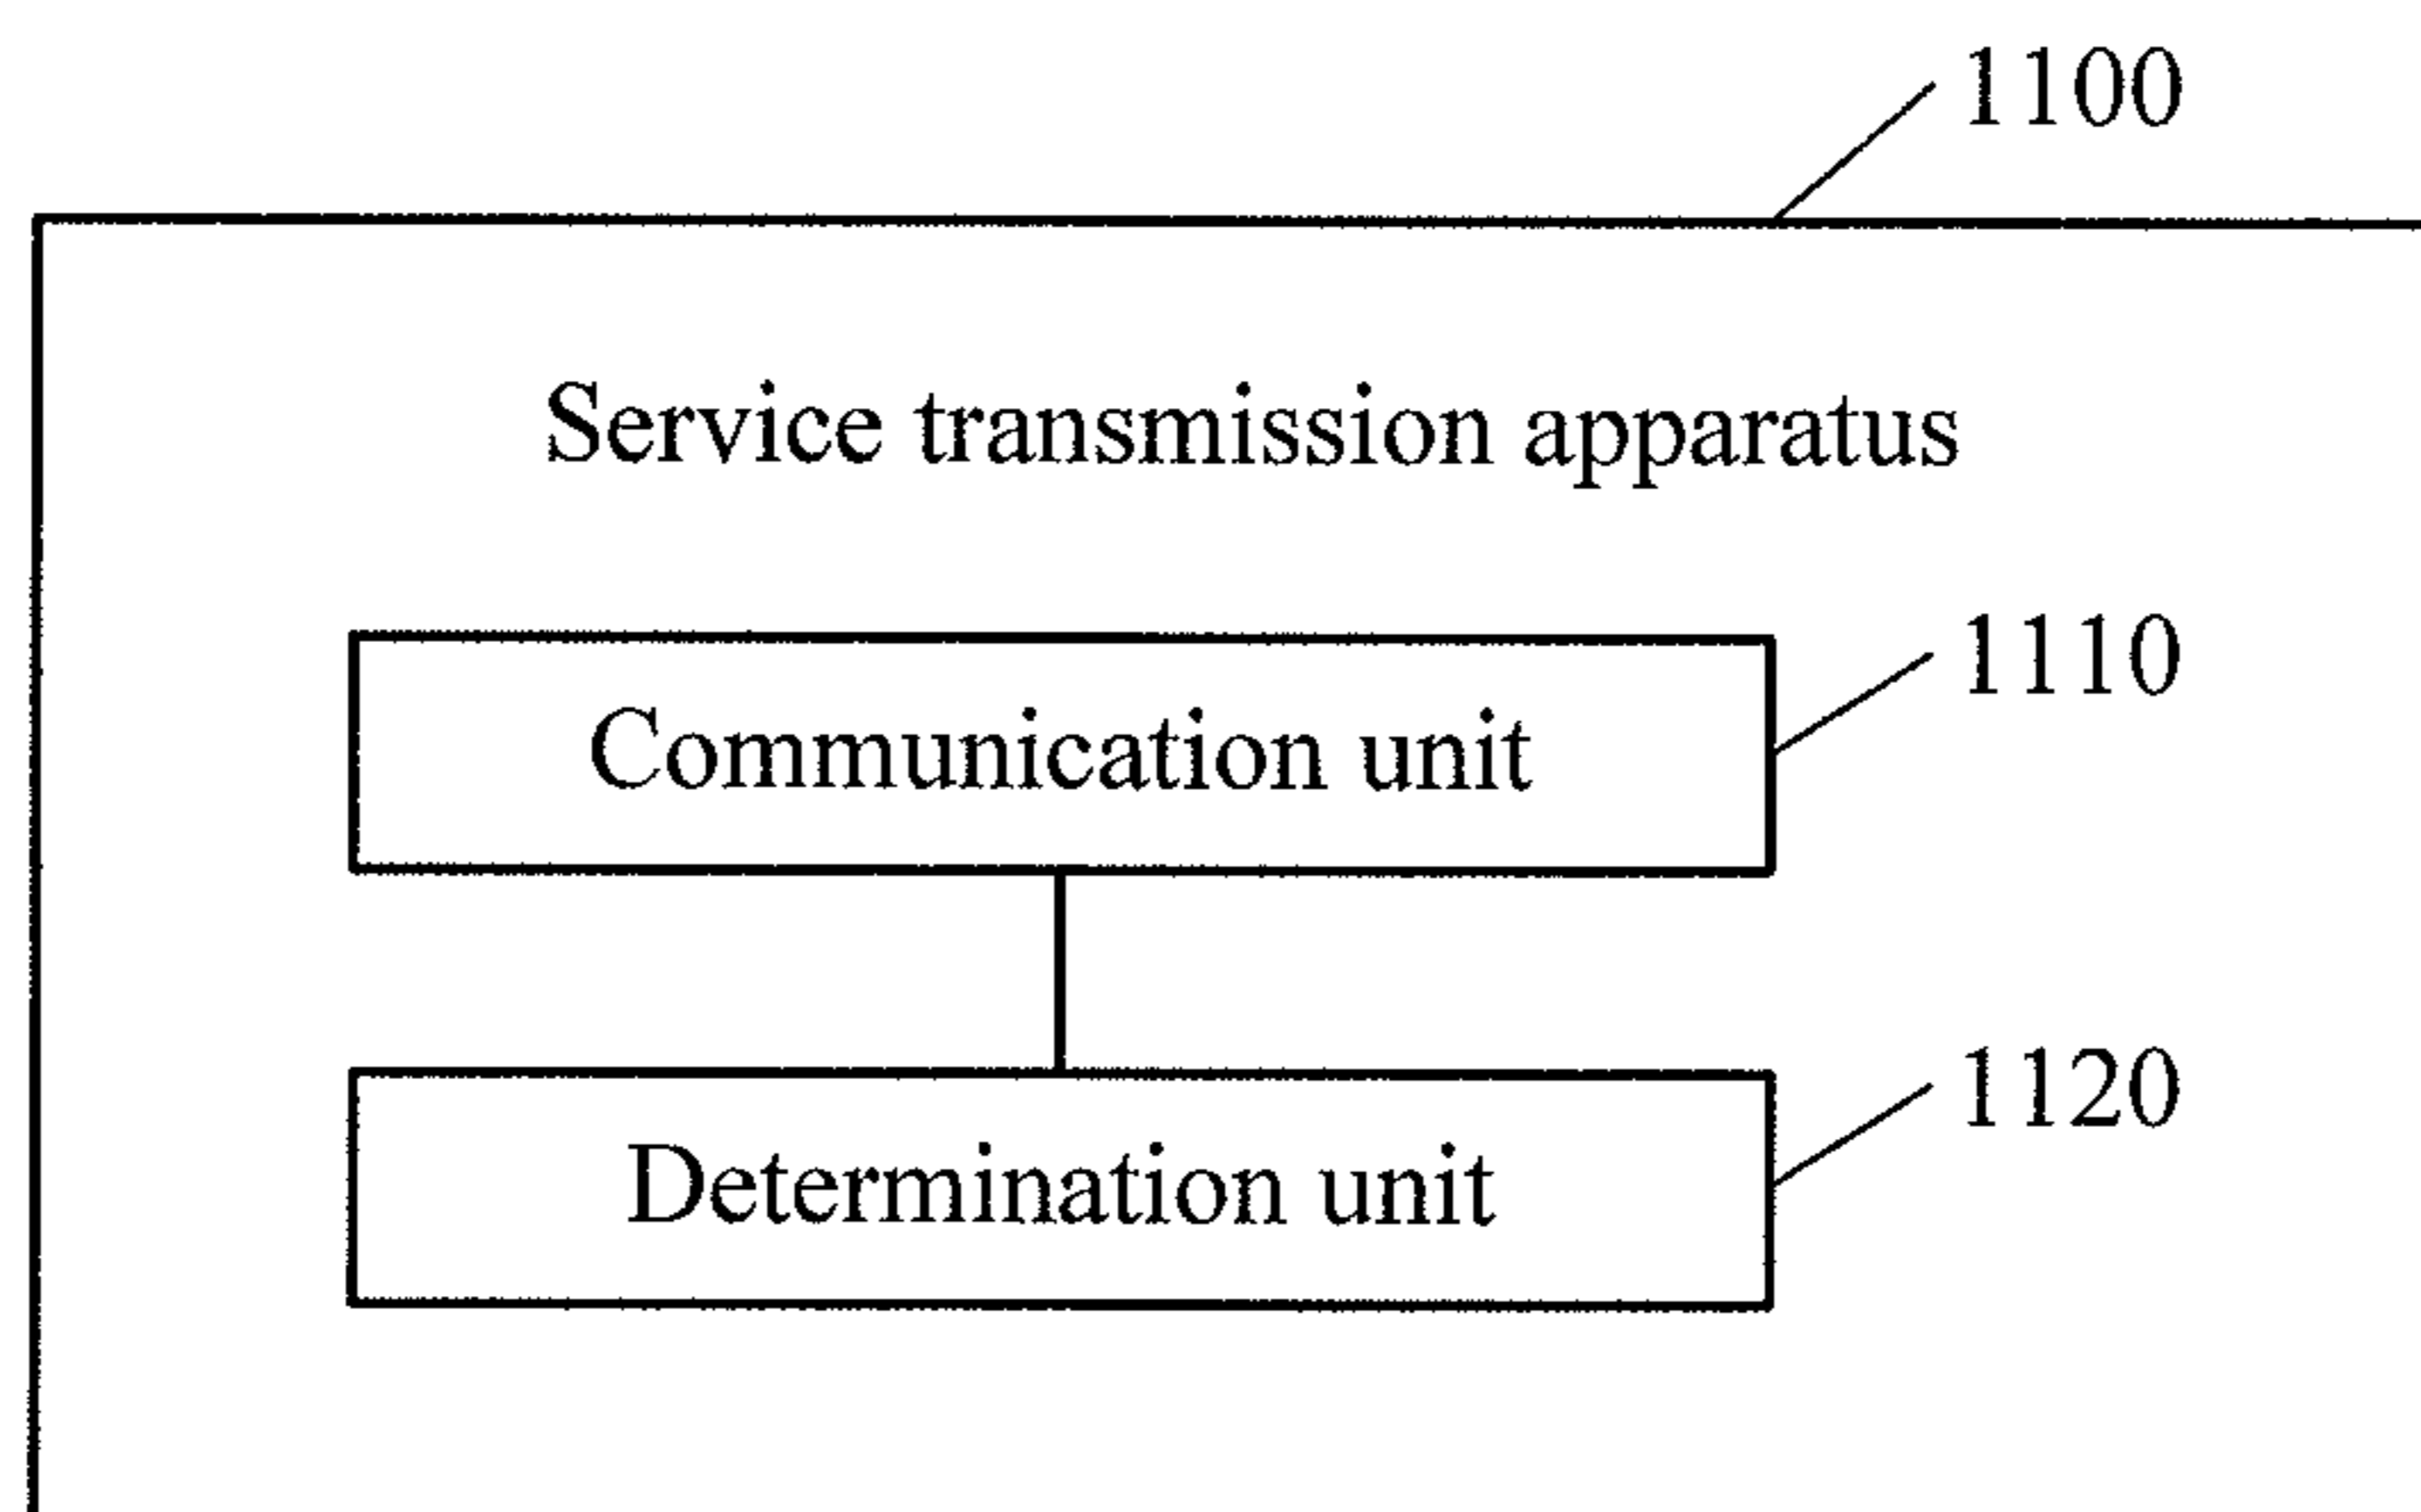 1100
Service transmission apparatus
1110
Communication unit
1120
Determination unit